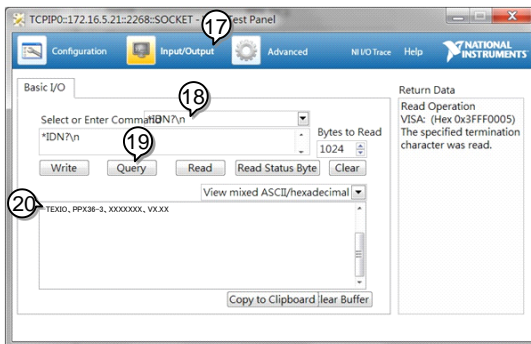 TCPIP0::172.16.5.21::2268::SOCKET - Test Panel
17
Configuration
Input/Output
Advanced
NI I/O Trace
Help
NATIONAL
INSTRUMENTS
Basic I/O
18
Select or Enter Command *IDN?\n
*IDN?\n
19
Bytes to Read
1024
Write
Query
Read
Read Status Byte
Clear
View mixed ASCII/hexadecimal
20
TEXIO、PPX36-3、XXXXXXX、VX.XX
Copy to Clipboard
lear Buffer
Return Data
Read Operation
VISA: (Hex 0x3FFF0005)
The specified termination
character was read.